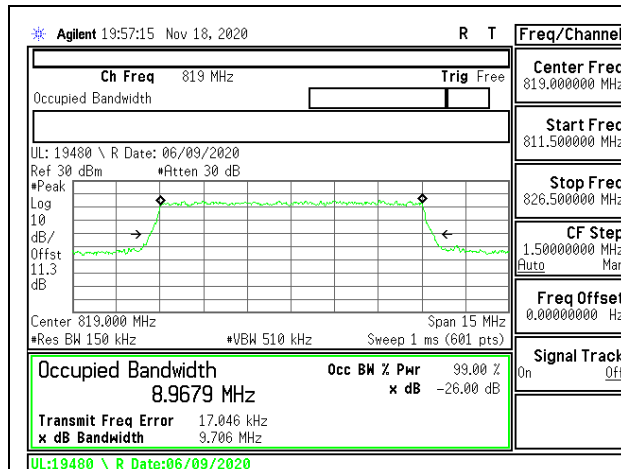 Agilent 19:57:15 Nov 18, 2020 R T
Freq/Channel
Ch Freq 819 MHz Trig Free
Occupied Bandwidth
Center Freq
819.000000 MHz
Start Freq
811.500000 MHz
Stop Freq
826.500000 MHz
CF Step
1.50000000 MHz
Auto Man
Freq Offset
0.00000000 Hz
Signal Track
On Off
UL: 19480 \ R Date: 06/09/2020
Ref 30 dBm #Atten 30 dB
#Peak
Log
10
dB/
Offst
11.3
dB
Center 819.000 MHz Span 15 MHz
#Res BW 150 kHz #VBW 510 kHz Sweep 1 ms (601 pts)
Occupied Bandwidth Occ BW % Pwr 99.00 %
8.9679 MHz x dB -26.00 dB
Transmit Freq Error 17.046 kHz
x dB Bandwidth 9.706 MHz
UL:19480 \ R Date:06/09/2020